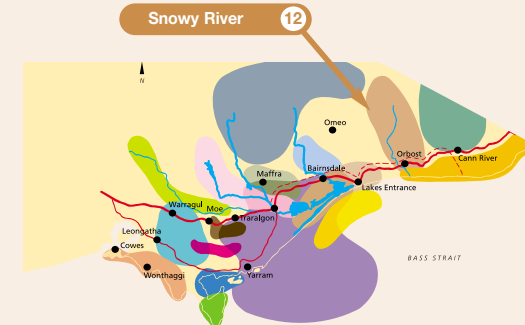 Snowy River 12
N
Omeo
Orbost
Cann River
Bairnsdale
Maffra
Lakes Entrance
Warragul
Moe
Traralgon
Leongatha
Cowes
BASS STRAIT
Wonthaggi
Yarram